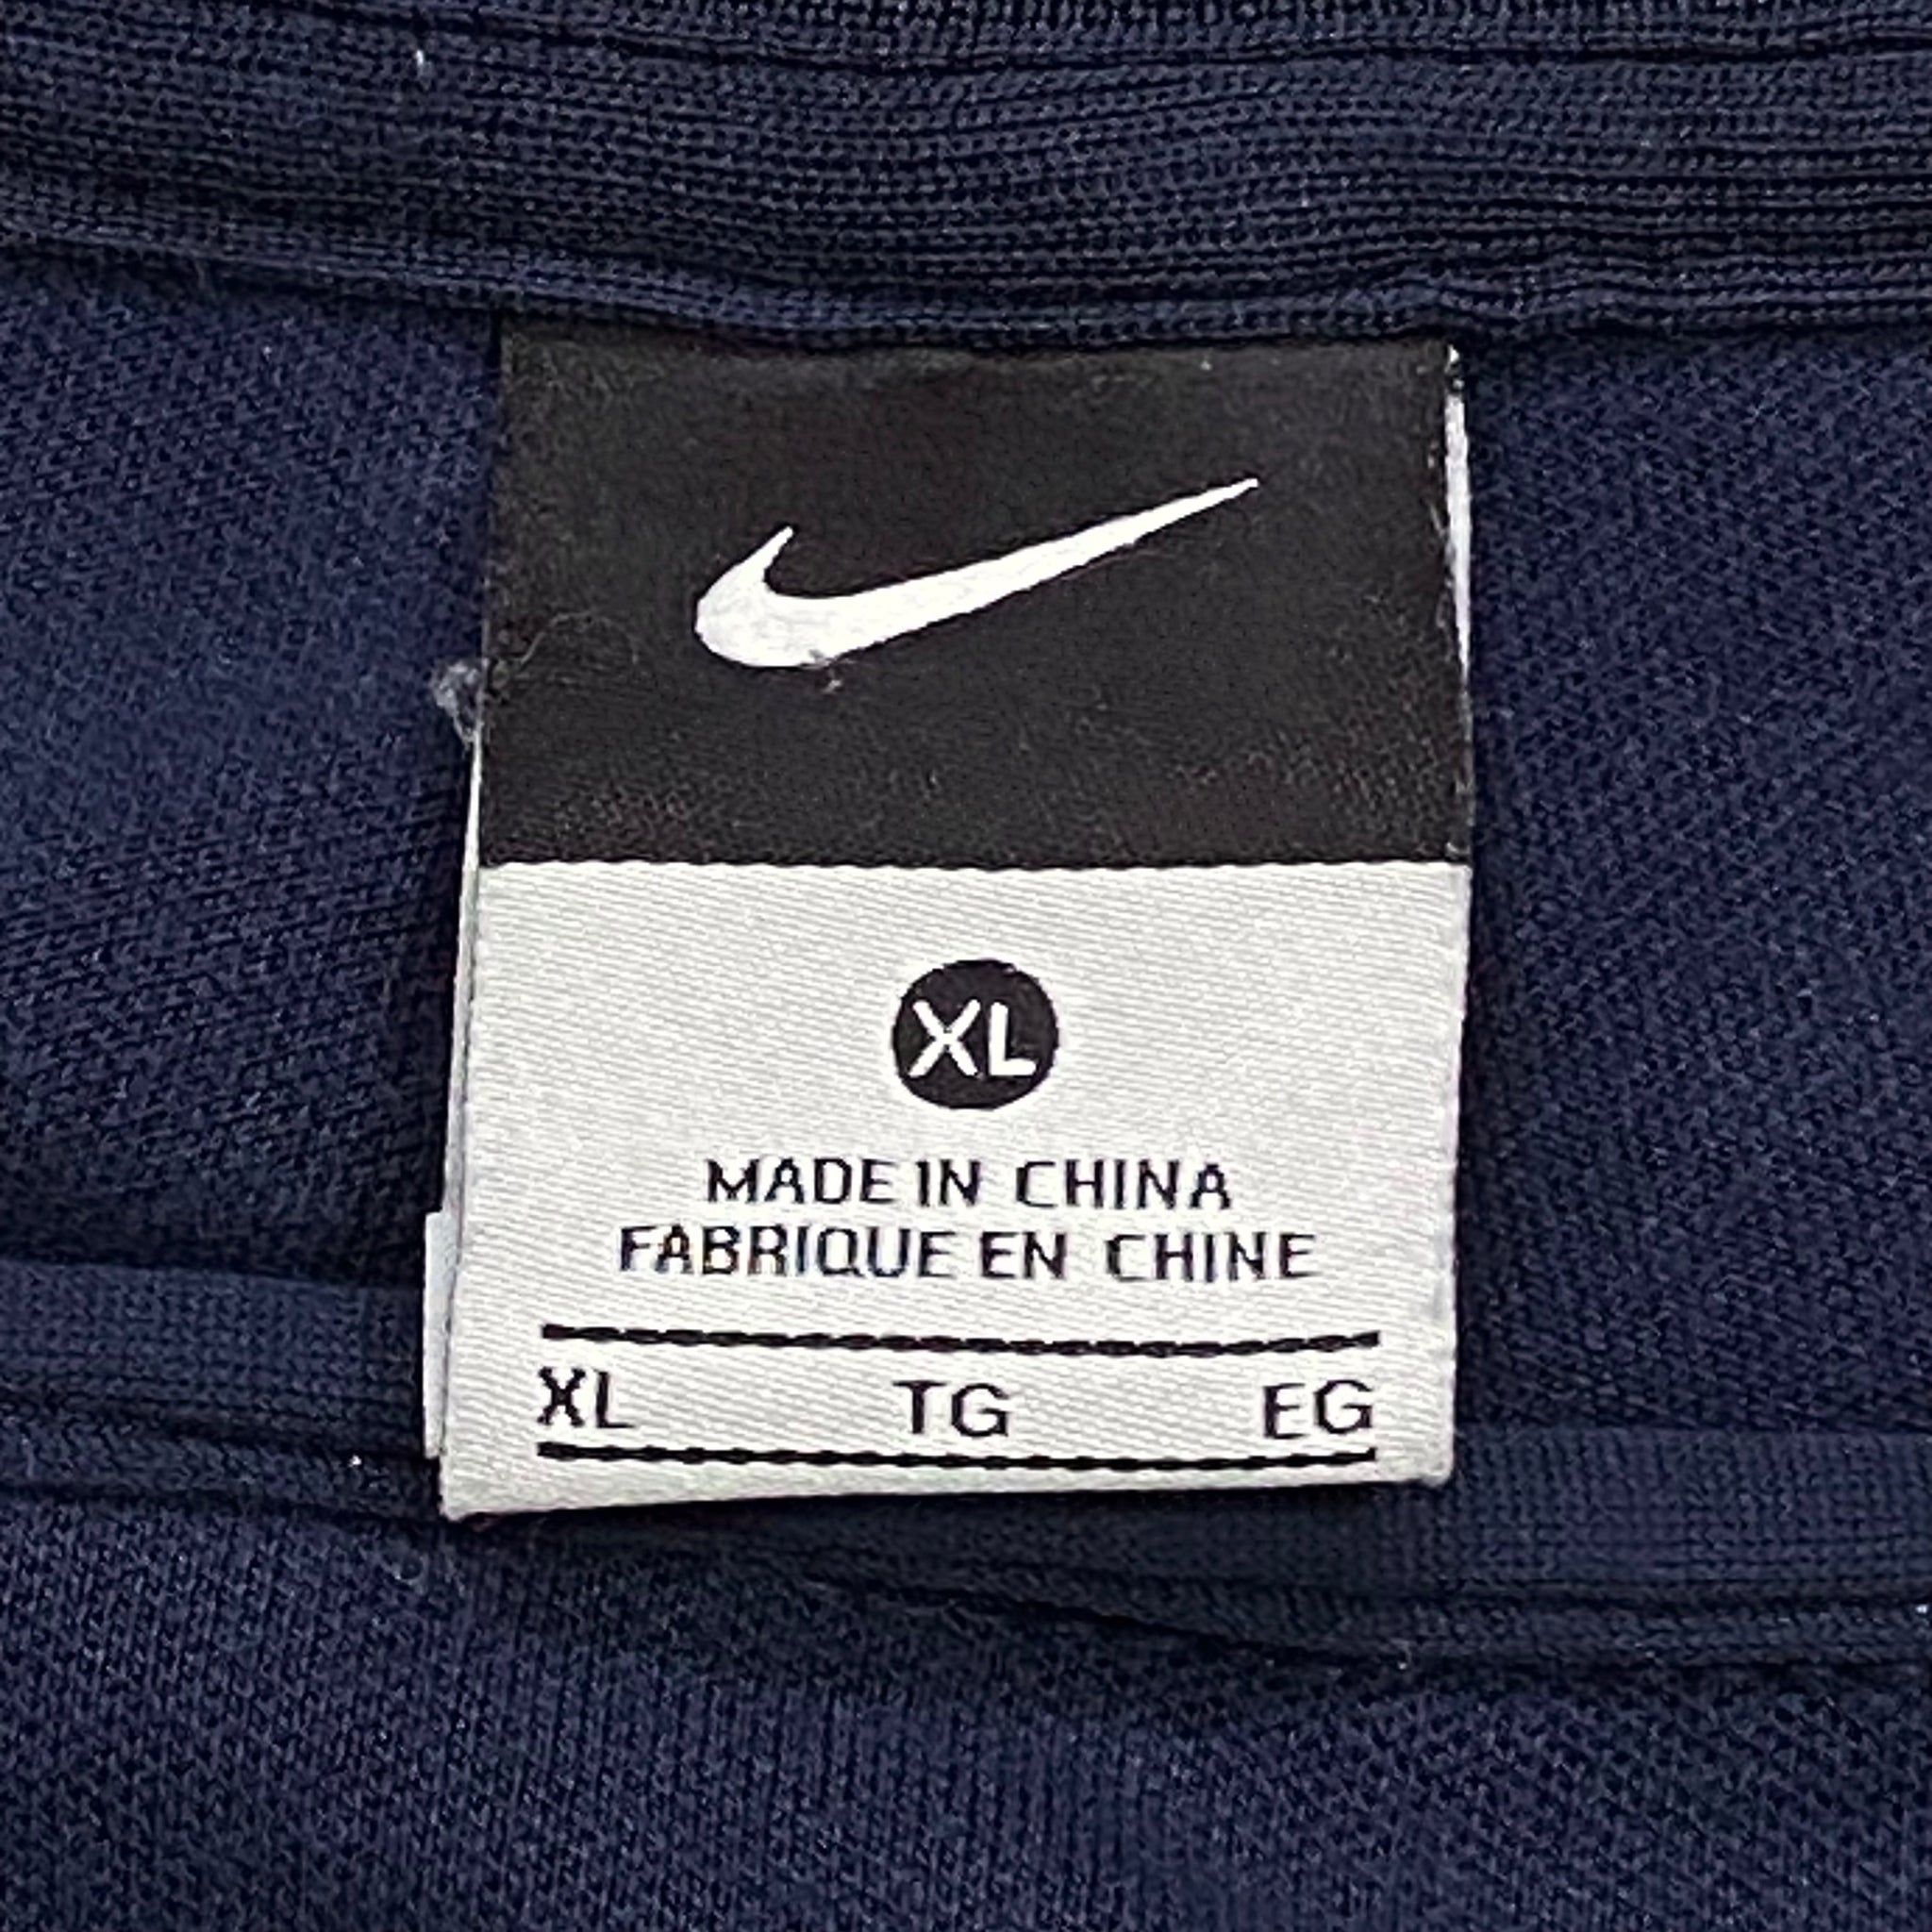 XL
MADE IN CHINA
FABRIQUE EN CHINE
XL TG EG